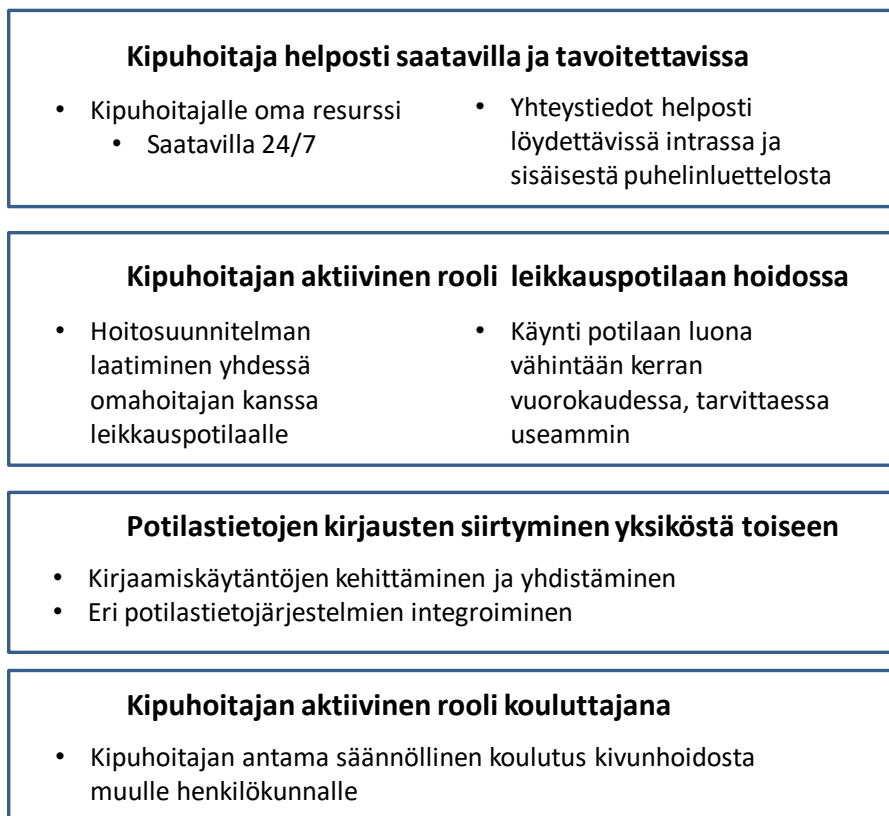 Kipuhoitaja helposti saatavilla ja tavoitettavissa
• Kipuhoitajalle oma resurssi
• Saatavilla 24/7
• Yhteystiedot helposti
löydettävissä intrassa ja
sisäisestä puhelinluettelosta
Kipuhoitajan aktiivinen rooli leikkauspotilaan hoidossa
• Hoitosuunnitelman
laatiminen yhdessä
omahoitajan kanssa
leikkauspotilaalle
• Käynti potilaan luona
vähintään kerran
vuorokaudessa, tarvittaessa
useammin
Potilastietojen kirjausten siirtyminen yksiköstä toiseen
• Kirjaamiskäytäntöjen kehittäminen ja yhdistäminen
• Eri potilastietojärjestelmien integroiminen
Kipuhoitajan aktiivinen rooli kouluttajana
• Kipuhoitajan antama säännöllinen koulutus kivunhoidosta
muulle henkilökunnalle